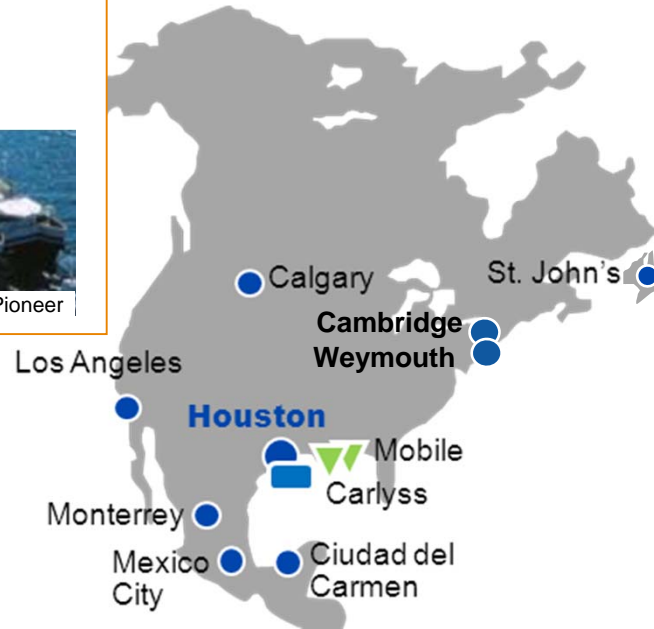 Pioneer
Calgary
St. John's
Cambridge
Weymouth
Los Angeles
Houston
Mobile
Carlyss
Monterrey
Mexico
City
Ciudad del
Carmen